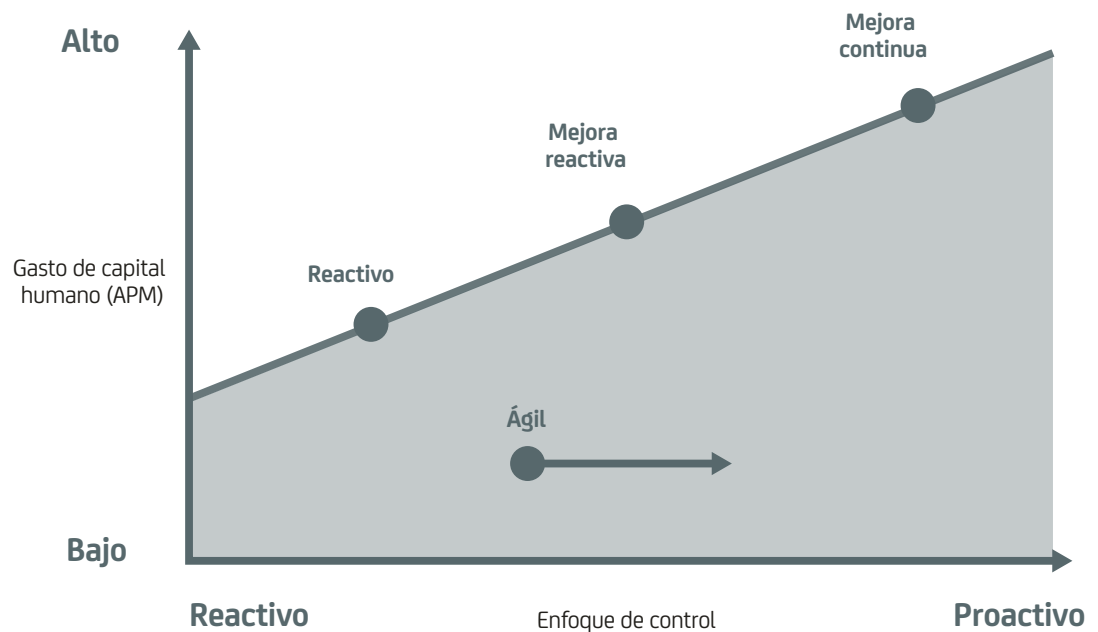 Mejora
continua
Alto
Mejora
reactiva
Reactivo
Gasto de capital
humano (APM)
Ágil
Bajo
Reactivo
Enfoque de control
Proactivo